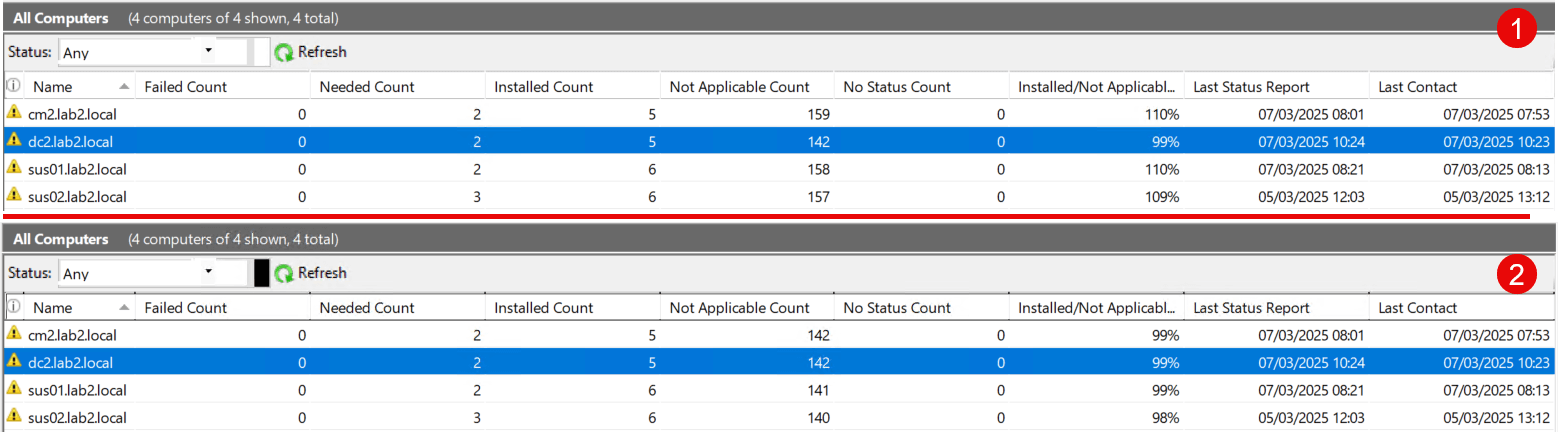 All Computers (4 computers of 4 shown, 4 total)
1
Status: Any Refresh
Name Failed Count Needed Count Installed Count Not Applicable Count No Status Count Installed/Not Applicabl... Last Status Report Last Contact
cm2.lab2.local 0 2 5 159 0 110% 07/03/2025 08:01 07/03/2025 07:53
dc2.lab2.local 0 2 5 142 0 99% 07/03/2025 10:24 07/03/2025 10:23
sus01.lab2.local 0 2 6 158 0 110% 07/03/2025 08:21 07/03/2025 08:13
sus02.lab2.local 0 3 6 157 0 109% 05/03/2025 12:03 05/03/2025 13:12
All Computers (4 computers of 4 shown, 4 total)
Status: Any Refresh
2
Name Failed Count Needed Count Installed Count Not Applicable Count No Status Count Installed/Not Applicabl... Last Status Report Last Contact
cm2.lab2.local 0 2 5 142 0 99% 07/03/2025 08:01 07/03/2025 07:53
dc2.lab2.local 0 2 5 142 0 99% 07/03/2025 10:24 07/03/2025 10:23
sus01.lab2.local 0 2 6 141 0 99% 07/03/2025 08:21 07/03/2025 08:13
sus02.lab2.local 0 3 6 140 0 98% 05/03/2025 12:03 05/03/2025 13:12